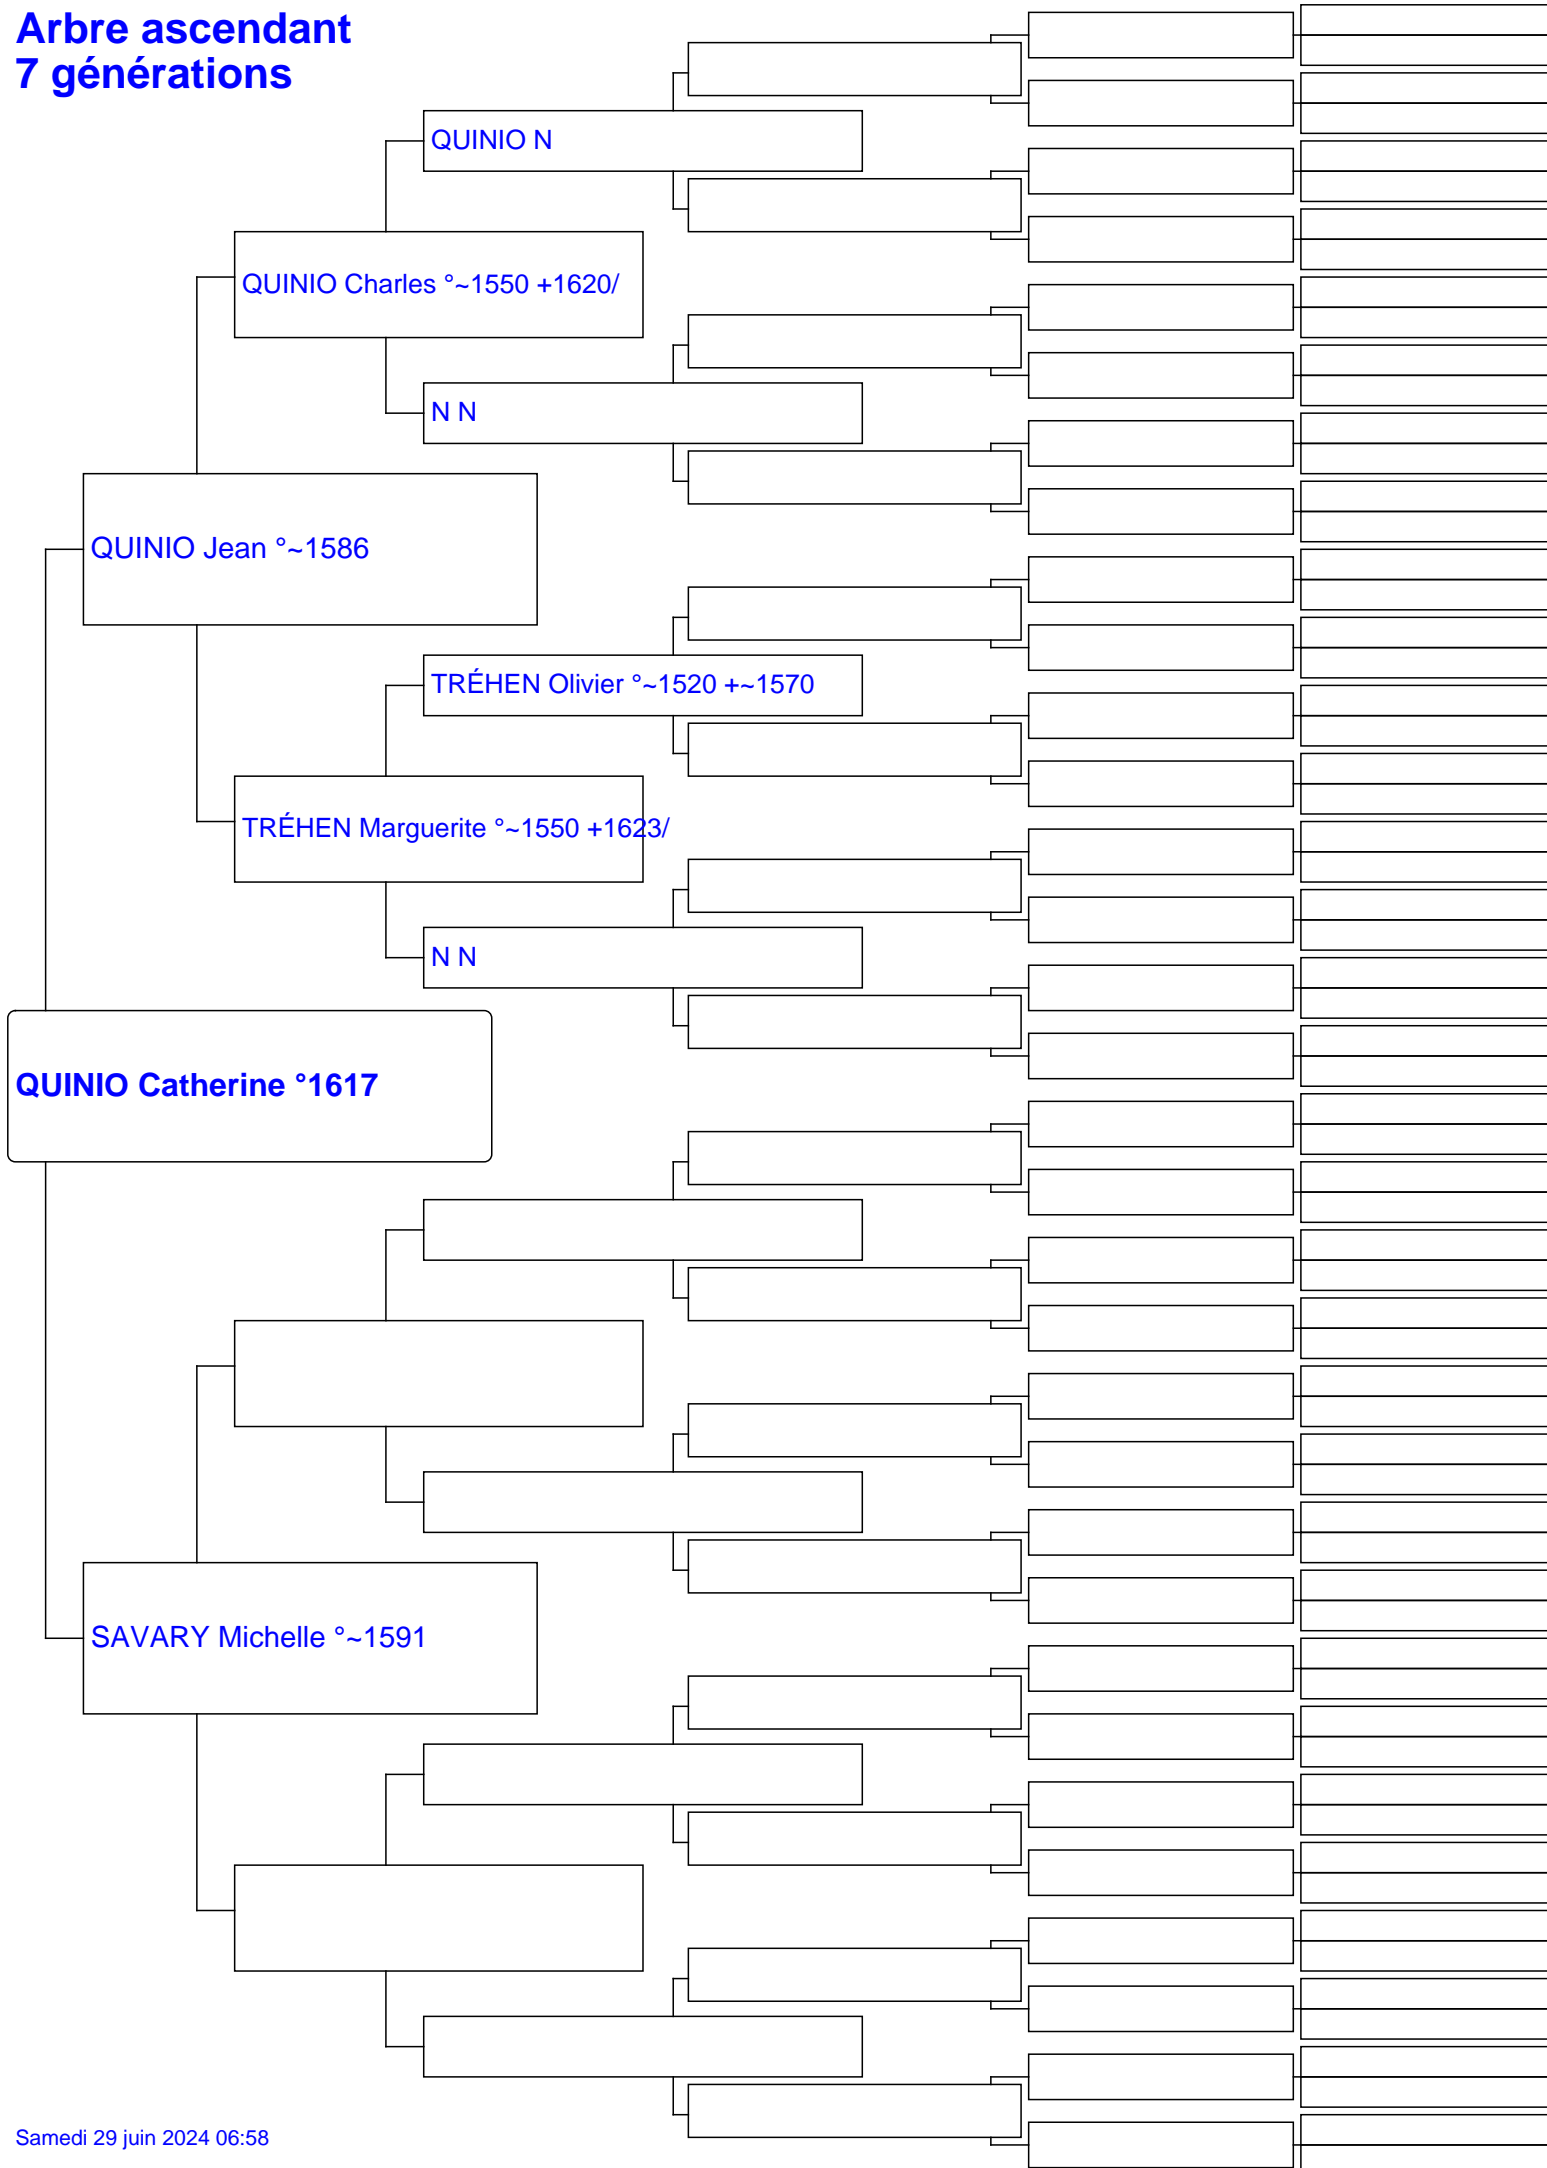 Arbre ascendant
7 générations
QUINIO N
QUINIO Charles °~1550 +1620/
N N
QUINIO Jean °~1586
TRÉHEN Olivier °~1520 +~1570
TRÉHEN Marguerite °~1550 +1623/
N N
QUINIO Catherine °1617
SAVARY Michelle °~1591
Samedi 29 juin 2024 06:58